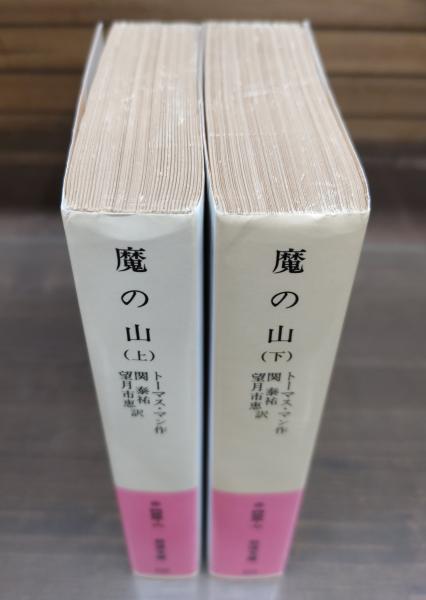 魔の山(上)
トーマス・マン作
関泰祐
望月市恵訳
魔の山(下)
トーマス・マン作
関泰祐
望月市恵訳